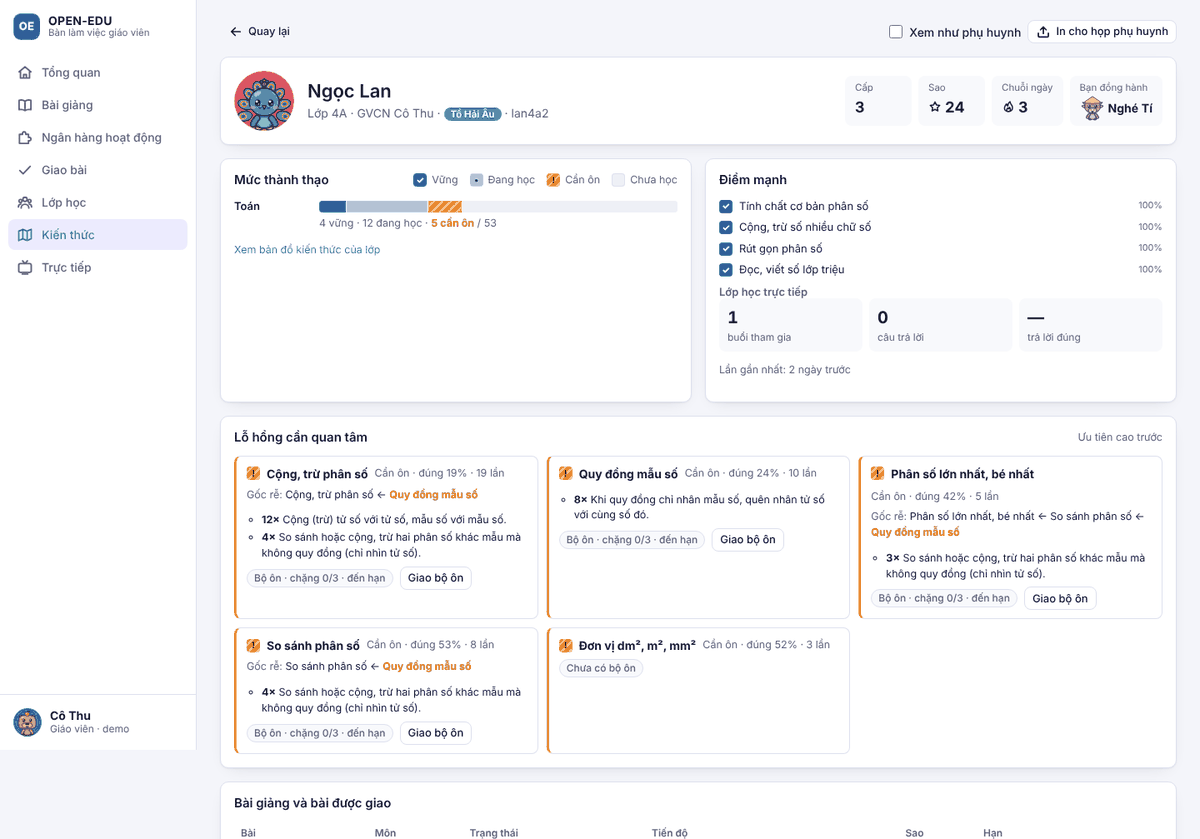 OE
OPEN-EDU
Bàn làm việc giáo viên
Tổng quan
Bài giảng
Ngân hàng hoạt động
Giao bài
Lớp học
Kiến thức
Trực tiếp
Cô Thu
Giáo viên · demo
← Quay lại
Xem như phụ huynh
In cho họp phụ huynh
Ngọc Lan
Lớp 4A · GVCN Cô Thu · Tổ Hải Âu · lan4a2
Cấp
3
Sao
24
Chuỗi ngày
3
Bạn đồng hành
Nghé Tí
Mức thành thạo
Vững
Đang học
Cần ôn
Chưa học
Toán
4 vững · 12 đang học · 5 cần ôn / 53
Xem bản đồ kiến thức của lớp
Điểm mạnh
Tính chất cơ bản phân số 100%
Cộng, trừ số nhiều chữ số 100%
Rút gọn phân số 100%
Đọc, viết số lớp triệu 100%
Lớp học trực tiếp
1
buổi tham gia
0
câu trả lời
—
trả lời đúng
Lần gần nhất: 2 ngày trước
Lỗ hổng cần quan tâm
Ưu tiên cao trước
Cộng, trừ phân số Cần ôn · đúng 19% · 19 lần
Gốc rễ: Cộng, trừ phân số ← Quy đồng mẫu số
12× Cộng (trừ) tử số với tử số, mẫu số với mẫu số.
4× So sánh hoặc cộng, trừ hai phân số khác mẫu mà
không quy đồng (chỉ nhìn tử số).
Bộ ôn · chặng 0/3 · đến hạn
Giao bộ ôn
Quy đồng mẫu số Cần ôn · đúng 24% · 10 lần
8× Khi quy đồng chỉ nhân mẫu số, quên nhân tử số
với cùng số đó.
Bộ ôn · chặng 0/3 · đến hạn
Giao bộ ôn
Phân số lớn nhất, bé nhất
Cần ôn · đúng 42% · 5 lần
Gốc rễ: Phân số lớn nhất, bé nhất ← So sánh phân số ←
Quy đồng mẫu số
3× So sánh hoặc cộng, trừ hai phân số khác mẫu mà
không quy đồng (chỉ nhìn tử số).
Bộ ôn · chặng 0/3 · đến hạn
Giao bộ ôn
So sánh phân số Cần ôn · đúng 53% · 8 lần
Gốc rễ: So sánh phân số ← Quy đồng mẫu số
4× So sánh hoặc cộng, trừ hai phân số khác mẫu mà
không quy đồng (chỉ nhìn tử số).
Bộ ôn · chặng 0/3 · đến hạn
Giao bộ ôn
Đơn vị dm², m², mm² Cần ôn · đúng 52% · 3 lần
Chưa có bộ ôn
Bài giảng và bài được giao
Bài Môn Trạng thái Tiến độ Sao Hạn